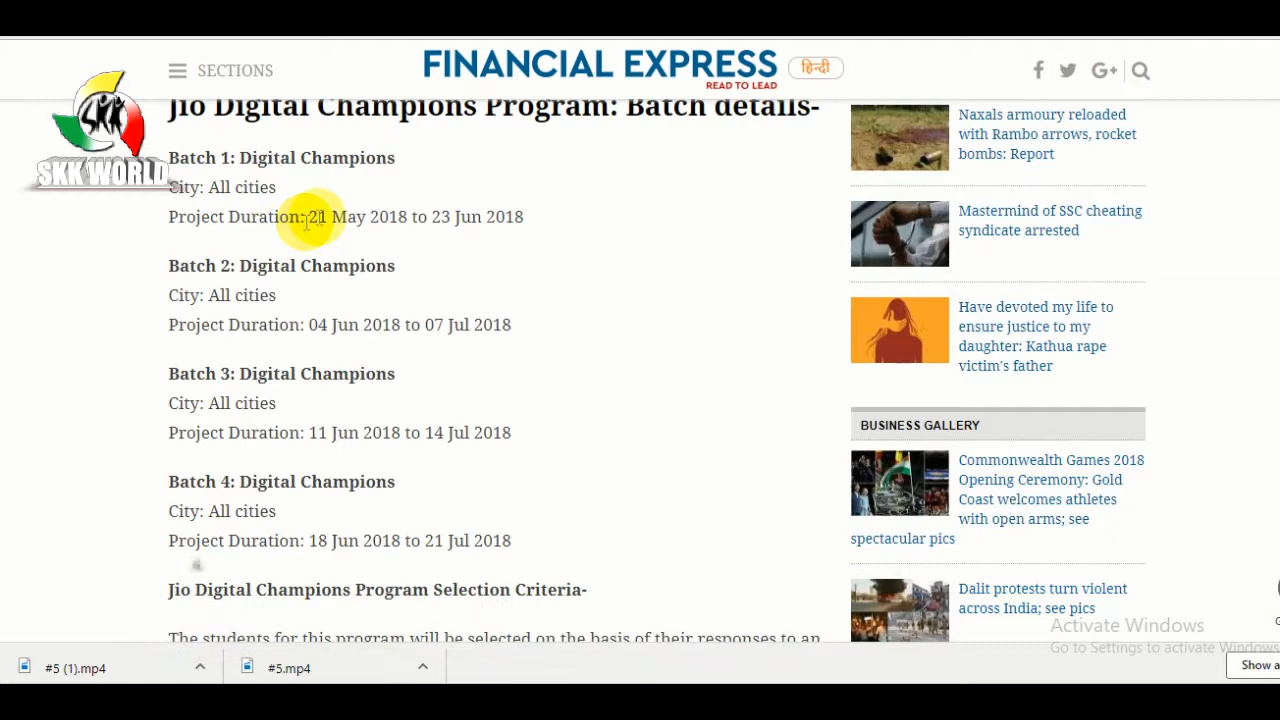 SECTIONS
FINANCIAL EXPRESS
READ TO LEAD
हिन्दी
G+
SKK
SKK WORLD
Jio Digital Champions Program: Batch details-
Batch 1: Digital Champions
City: All cities
Project Duration: 21 May 2018 to 23 Jun 2018
Batch 2: Digital Champions
City: All cities
Project Duration: 04 Jun 2018 to 07 Jul 2018
Batch 3: Digital Champions
City: All cities
Project Duration: 11 Jun 2018 to 14 Jul 2018
Batch 4: Digital Champions
City: All cities
Project Duration: 18 Jun 2018 to 21 Jul 2018
Jio Digital Champions Program Selection Criteria-
The students for this program will be selected on the basis of their responses to an
Naxals armoury reloaded
with Rambo arrows, rocket
bombs: Report
Mastermind of SSC cheating
syndicate arrested
Have devoted my life to
ensure justice to my
daughter: Kathua rape
victim's father
BUSINESS GALLERY
Commonwealth Games 2018
Opening Ceremony: Gold
Coast welcomes athletes
with open arms; see
spectacular pics
Dalit protests turn violent
across India; see pics
Activate Windows
Go to Settings to activate Windows
#5 (1).mp4
#5.mp4
Show a